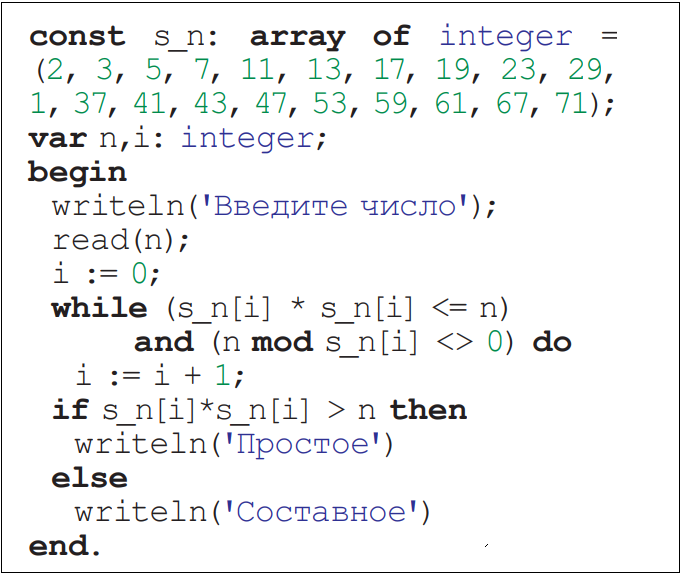 const s_n: array of integer =
(2, 3, 5, 7, 11, 13, 17, 19, 23, 29,
1, 37, 41, 43, 47, 53, 59, 61, 67, 71);
var n,i: integer;
begin
writeln('Введите число');
read(n);
i := 0;
while (s_n[i] * s_n[i] <= n)
and (n mod s_n[i] <> 0) do
i := i + 1;
if s_n[i]*s_n[i] > n then
writeln('Простое')
else
writeln('Составное')
end.